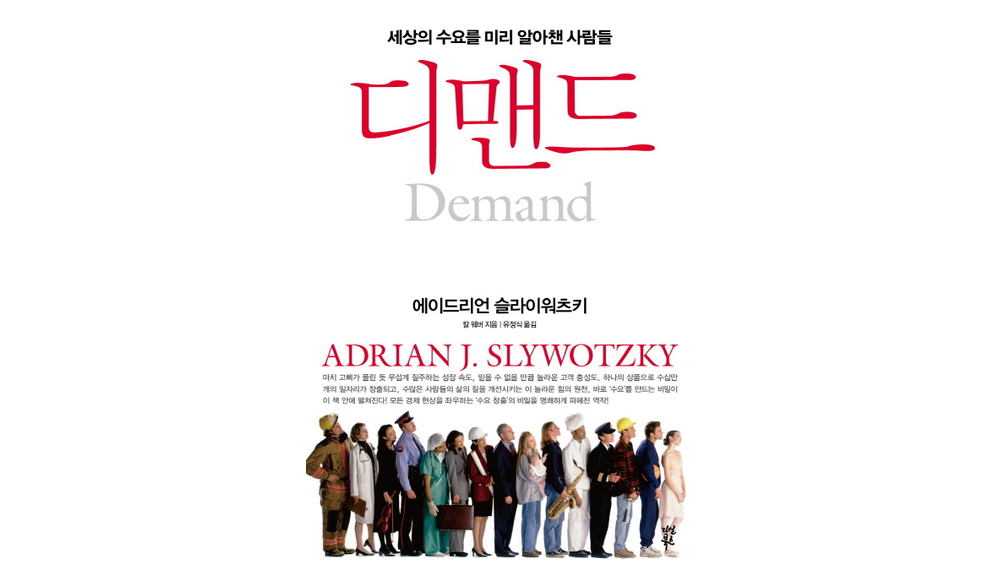 세상의 수요를 미리 알아챈 사람들
디맨드
Demand
에이드리언 슬라이워츠키
칼 웨버 지음 | 유정식 옮김
ADRIAN J. SLYWOTZKY
마치 고삐가 풀린 듯 무섭게 질주하는 성장 속도, 믿을 수 없을 만큼 놀라운 고객 충성도, 하나의 상품으로 수십만
개의 일자리가 창출되고, 수많은 사람들의 삶의 질을 개선시키는 이 놀라운 힘의 원천, 바로 '수요'를 만드는 비밀이
이 책 안에 펼쳐진다! 모든 경제 현상을 좌우하는 '수요 창출'의 비밀을 명쾌하게 파헤친 역작!
다산
북스